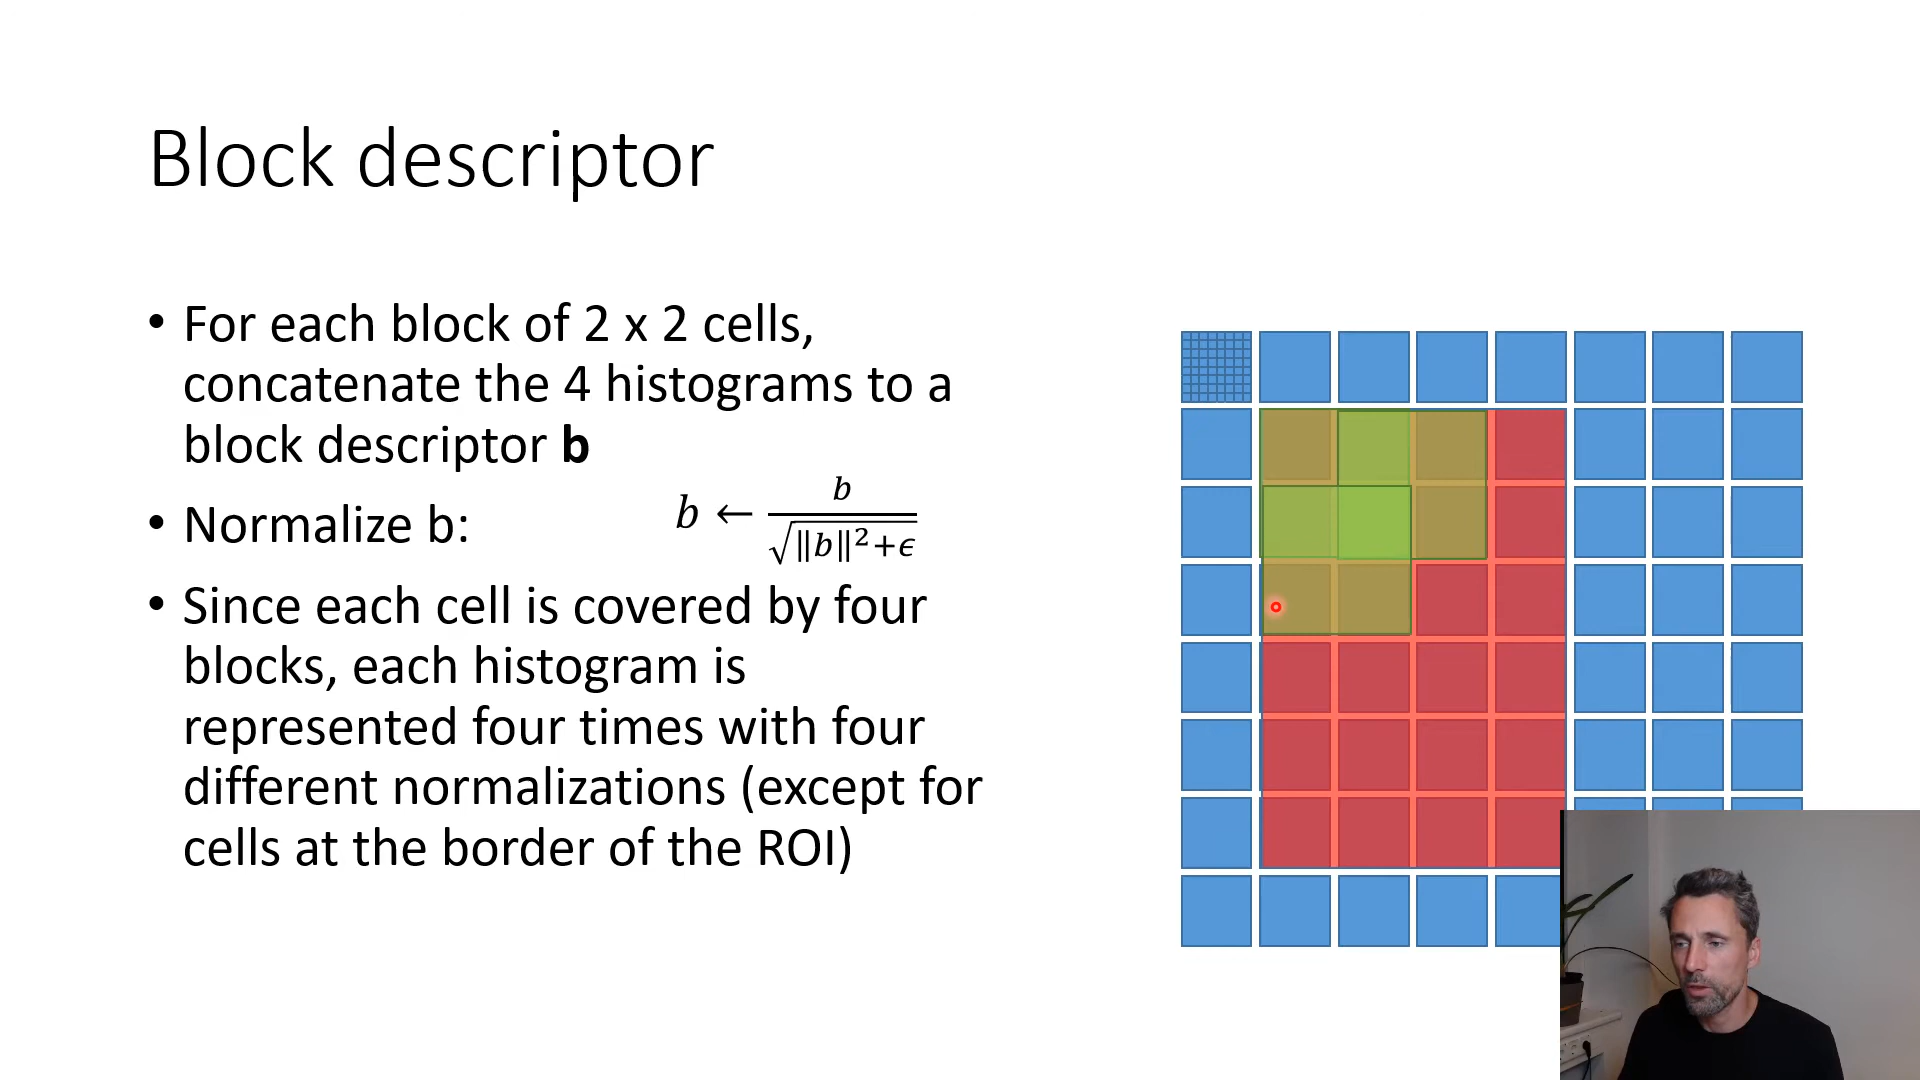 Block descriptor
• For each block of 2 x 2 cells,
concatenate the 4 histograms to a
block descriptor b
• Normalize b: b ← b / √(‖b‖²+ϵ)
• Since each cell is covered by four
blocks, each histogram is
represented four times with four
different normalizations (except for
cells at the border of the ROI)